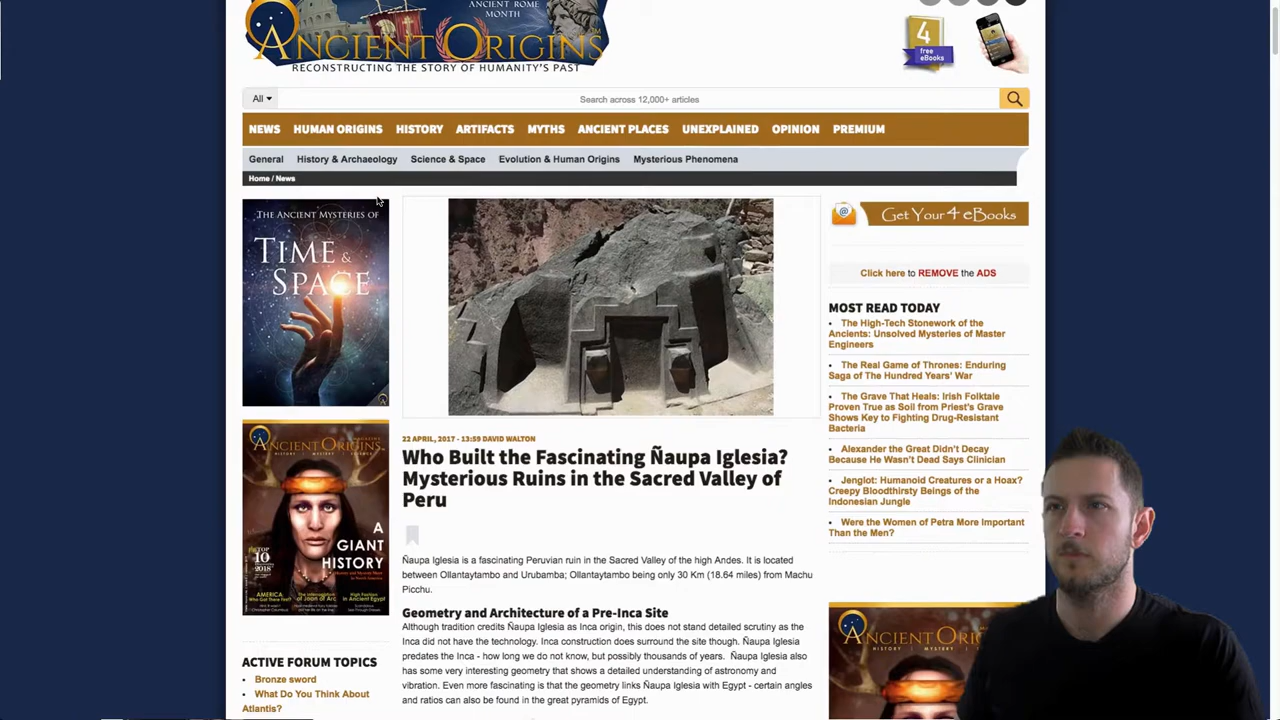 ANCIENT ROME
MONTH
ANCIENT ORIGINS
RECONSTRUCTING THE STORY OF HUMANITY'S PAST
4
free
eBooks
All
Search across 12,000+ articles
NEWS HUMAN ORIGINS HISTORY ARTIFACTS MYTHS ANCIENT PLACES UNEXPLAINED OPINION PREMIUM
General History & Archaeology Science & Space Evolution & Human Origins Mysterious Phenomena
Home / News
THE ANCIENT MYSTERIES OF
TIME &
SPACE
ANCIENT ORIGINS
A
GIANT
HISTORY
TOP
10
2018
AMERICA
ACTIVE FORUM TOPICS
Bronze sword
What Do You Think About
Atlantis?
22 APRIL, 2017 - 13:59 DAVID WALTON
Who Built the Fascinating Ñaupa Iglesia?
Mysterious Ruins in the Sacred Valley of
Peru
Ñaupa Iglesia is a fascinating Peruvian ruin in the Sacred Valley of the high Andes. It is located
between Ollantaytambo and Urubamba; Ollantaytambo being only 30 Km (18.64 miles) from Machu
Picchu.
Geometry and Architecture of a Pre-Inca Site
Although tradition credits Ñaupa Iglesia as Inca origin, this does not stand detailed scrutiny as the
Inca did not have the technology. Inca construction does surround the site though. Ñaupa Iglesia
predates the Inca - how long we do not know, but possibly thousands of years. Ñaupa Iglesia also
has some very interesting geometry that shows a detailed understanding of astronomy and
vibration. Even more fascinating is that the geometry links Ñaupa Iglesia with Egypt - certain angles
and ratios can also be found in the great pyramids of Egypt.
Get Your 4 eBooks
Click here to REMOVE the ADS
MOST READ TODAY
The High-Tech Stonework of the
Ancients: Unsolved Mysteries of Master
Engineers
The Real Game of Thrones: Enduring
Saga of The Hundred Years' War
The Grave That Heals: Irish Folktale
Proven True as Soil from Priest's Grave
Shows Key to Fighting Drug-Resistant
Bacteria
Alexander the Great Didn't Decay
Because He Wasn't Dead Says Clinician
Jenglot: Humanoid Creatures or a Hoax?
Creepy Bloodthirsty Beings of the
Indonesian Jungle
Were the Women of Petra More Important
Than the Men?
ANCIENT ORIGINS